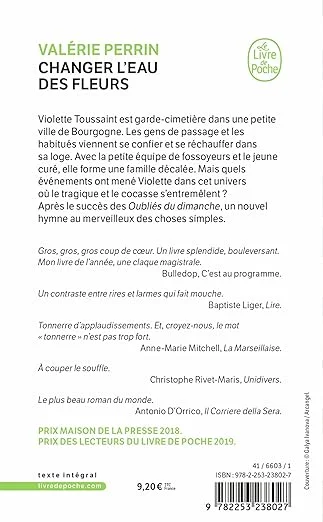 VALÉRIE PERRIN
CHANGER L'EAU
DES FLEURS
Le
Livre
de
Poche
Violette Toussaint est garde-cimetière dans une petite
ville de Bourgogne. Les gens de passage et les
habitués viennent se confier et se réchauffer dans
sa loge. Avec la petite équipe de fossoyeurs et le jeune
curé, elle forme une famille décalée. Mais quels
événements ont mené Violette dans cet univers
où le tragique et le cocasse s'entremêlent ?
Après le succès des Oubliés du dimanche, un nouvel
hymne au merveilleux des choses simples.
Gros, gros, gros coup de cœur. Un livre splendide, bouleversant.
Mon livre de l'année, une claque magistrale.
Bulledop, C'est au programme.
Un contraste entre rires et larmes qui fait mouche.
Baptiste Liger, Lire.
Tonnerre d'applaudissements. Et, croyez-nous, le mot
« tonnerre » n'est pas trop fort.
Anne-Marie Mitchell, La Marseillaise.
À couper le souffle.
Christophe Rivet-Maris, Unidivers.
Le plus beau roman du monde.
Antonio D'Orrico, Il Corriere della Sera.
PRIX MAISON DE LA PRESSE 2018.
PRIX DES LECTEURS DU LIVRE DE POCHE 2019.
texte intégral
livredepoche.com
9,20 € TTC
France
41 / 6603 / 1
ISBN : 978-2-253-23802-7
9 782253 238027
Couverture : © Galya Ivanova / Arcangel.